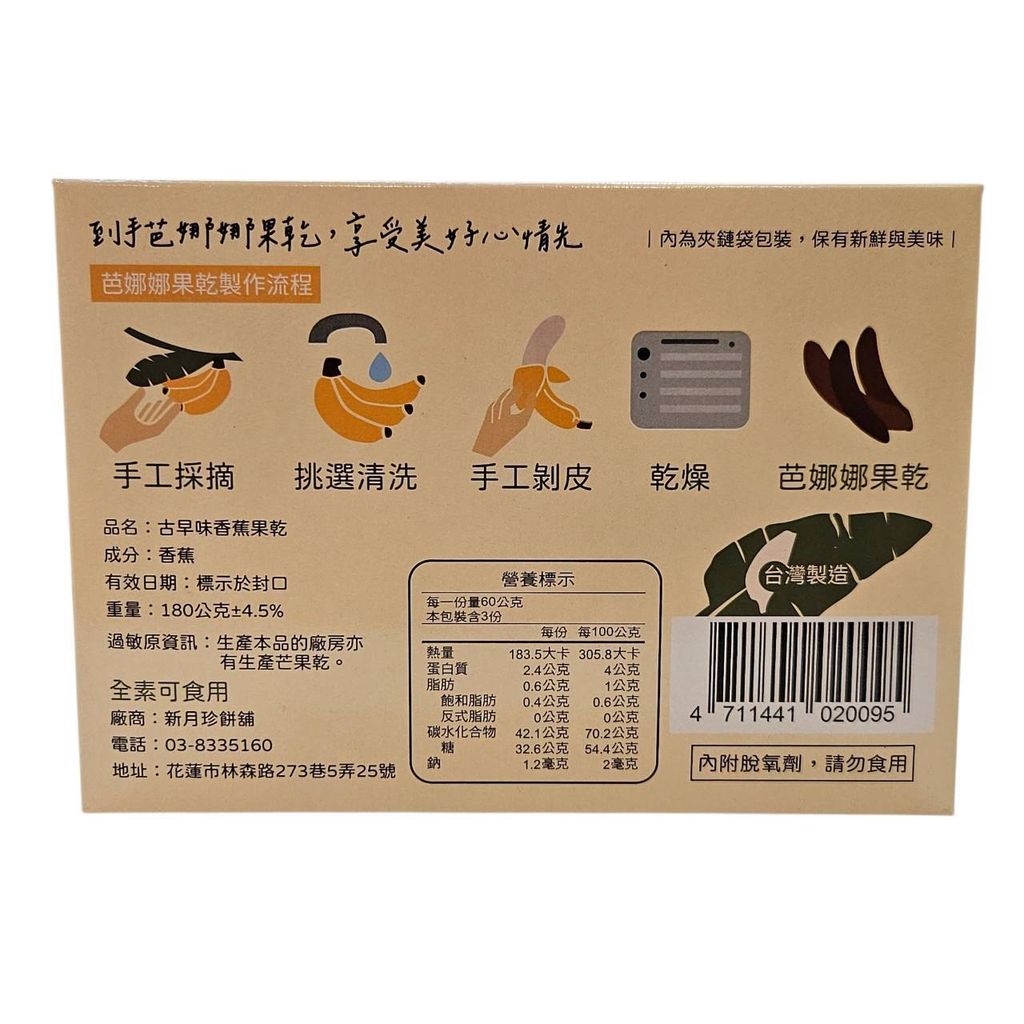 到手芭娜娜果乾，享受美好心情先
| 內為夾鏈袋包裝，保有新鮮與美味 |
芭娜娜果乾製作流程
手工採摘 挑選清洗 手工剝皮 乾燥 芭娜娜果乾
品名：古早味香蕉果乾
成分：香蕉
有效日期：標示於封口
重量：180公克±4.5%
過敏原資訊：生產本品的廠房亦
有生產芒果乾。
全素可食用
廠商：新月珍餅舖
電話：03-8335160
地址：花蓮市林森路273巷5弄25號
營養標示
每一份量60公克
本包裝含3份
每份 每100公克
熱量 183.5大卡 305.8大卡
蛋白質 2.4公克 4公克
脂肪 0.6公克 1公克
飽和脂肪 0.4公克 0.6公克
反式脂肪 0公克 0公克
碳水化合物 42.1公克 70.2公克
糖 32.6公克 54.4公克
鈉 1.2毫克 2毫克
台灣製造
4 711441 020095
內附脫氧劑，請勿食用